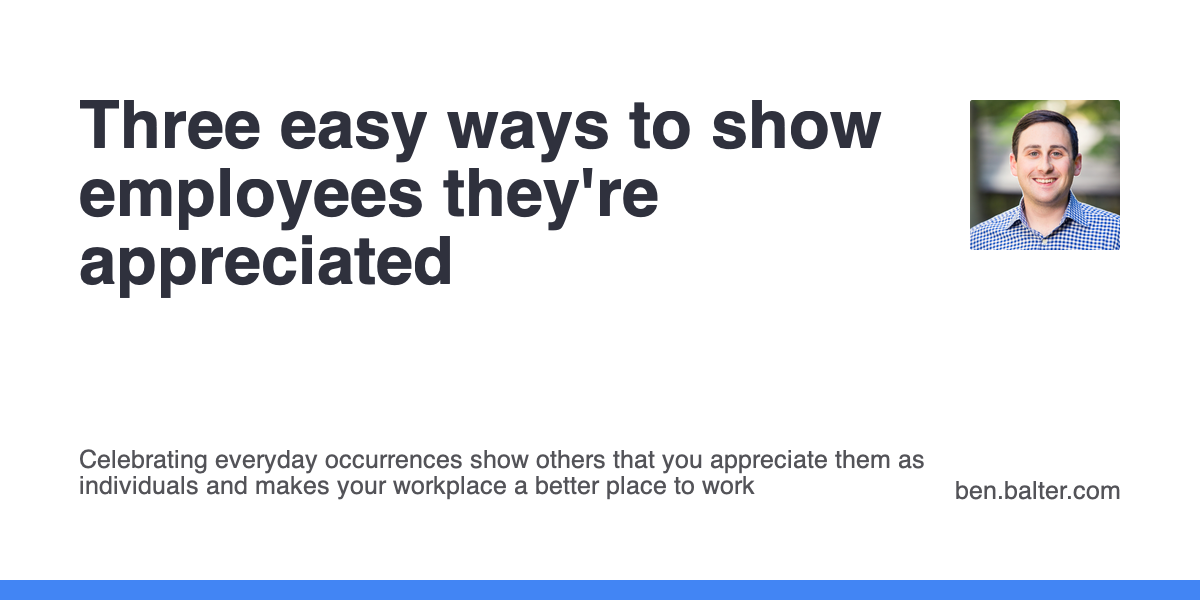 Three easy ways to show
employees they're
appreciated
Celebrating everyday occurrences show others that you appreciate them as
individuals and makes your workplace a better place to work
ben.balter.com